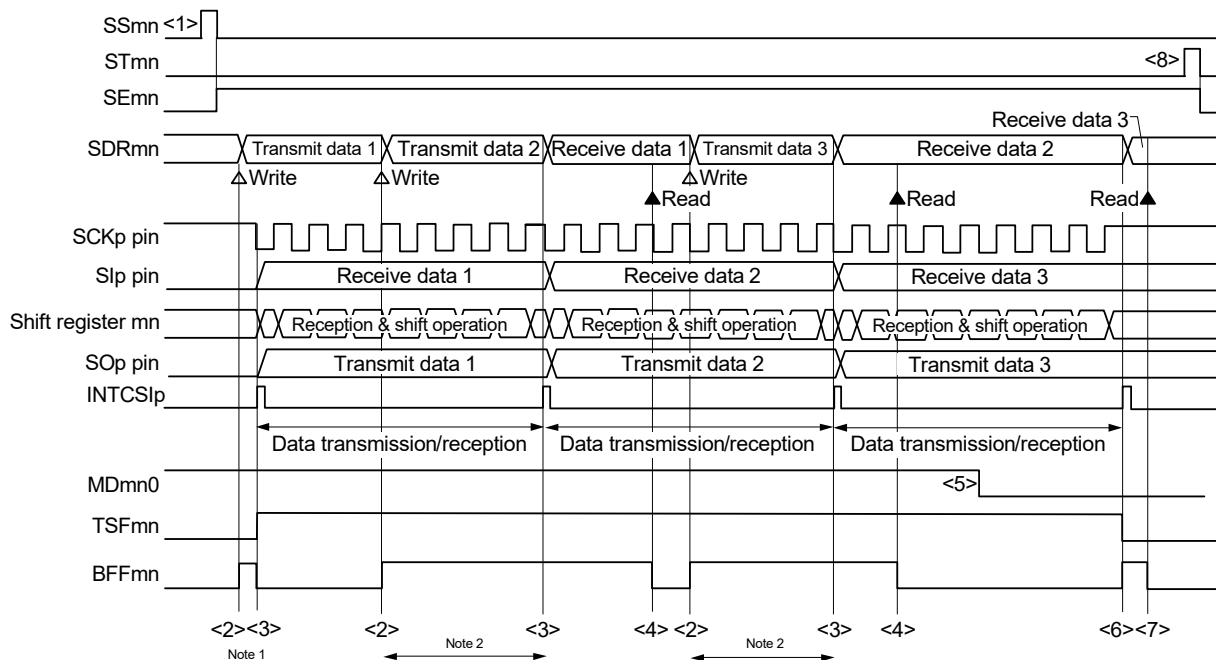 SSmn <1>
STmn <8>
SEmn
Receive data 3
SDRmn Transmit data 1 Transmit data 2 Receive data 1 Transmit data 3 Receive data 2
Write Write Write
Read Read Read
SCKp pin
SIp pin Receive data 1 Receive data 2 Receive data 3
Shift register mn Reception & shift operation Reception & shift operation Reception & shift operation
SOp pin Transmit data 1 Transmit data 2 Transmit data 3
INTCSIp
Data transmission/reception Data transmission/reception Data transmission/reception
MDmn0 <5>
TSFmn
BFFmn
<2> <3> <2> <3> <4> <2> <3> <4> <6> <7>
Note 1 Note 2 Note 2